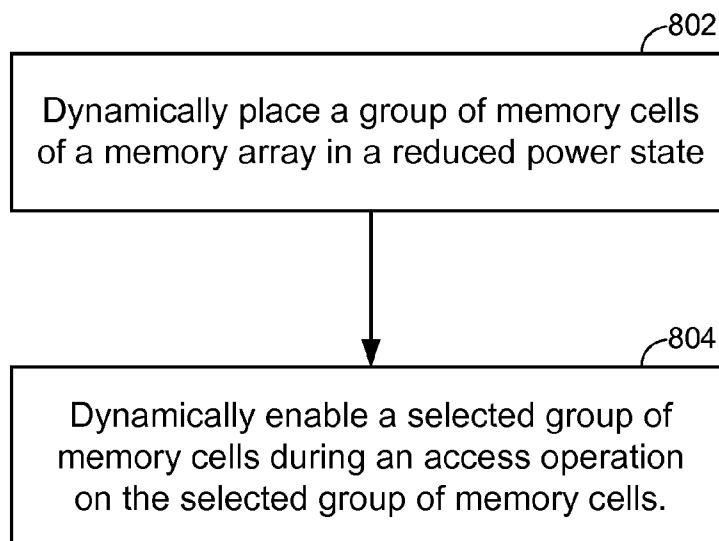 802
Dynamically place a group of memory cells
of a memory array in a reduced power state
804
Dynamically enable a selected group of
memory cells during an access operation
on the selected group of memory cells.